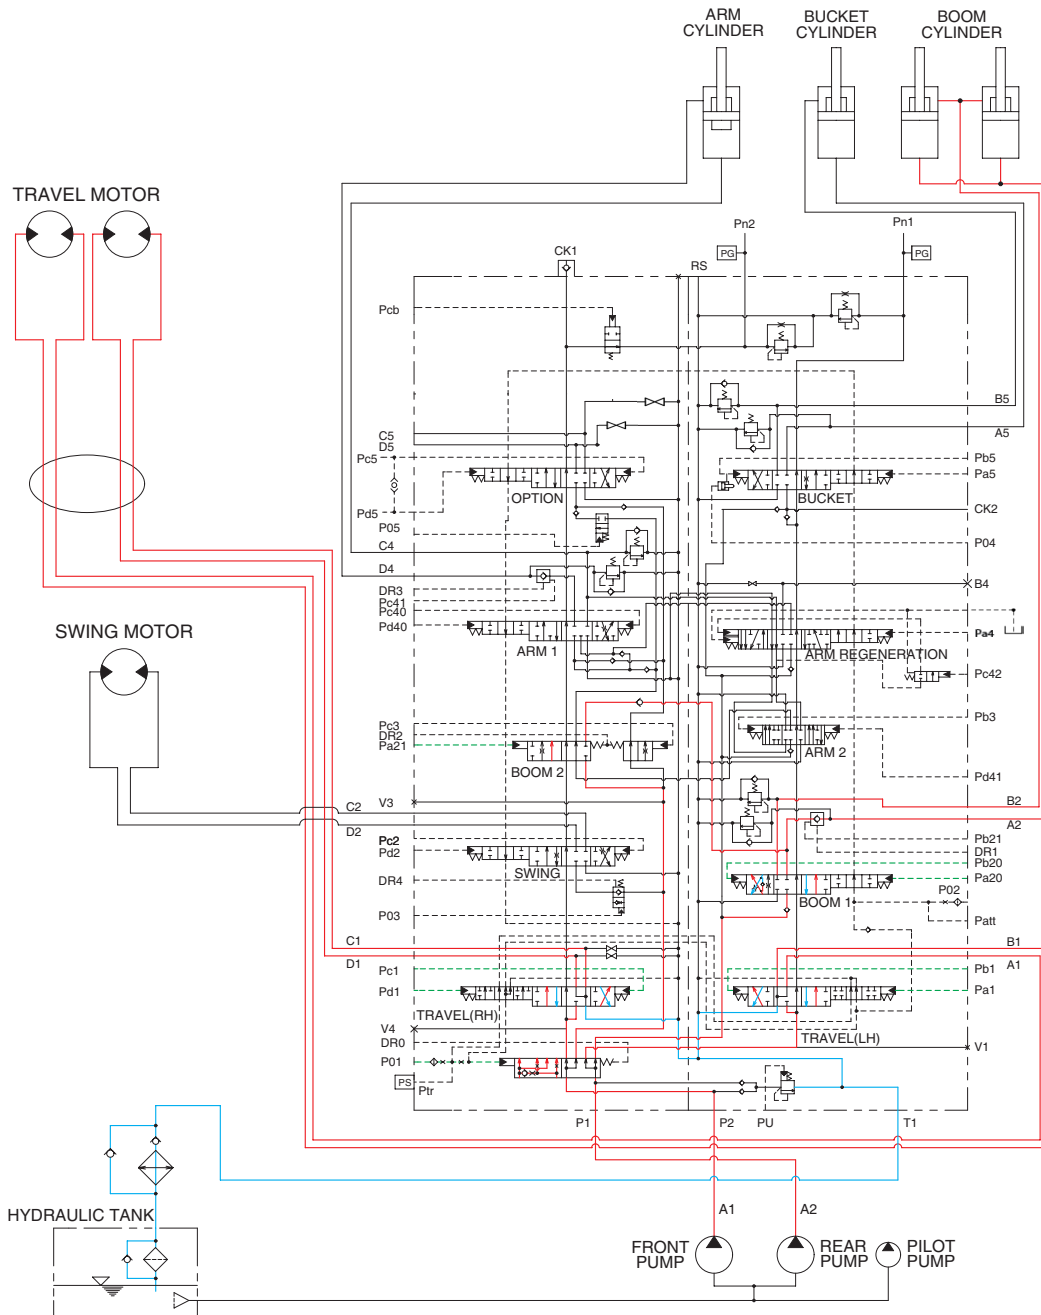 ARM
CYLINDER
BUCKET
CYLINDER
BOOM
CYLINDER
TRAVEL MOTOR
Pn2
Pn1
PG
PG
CK1
RS
Pcb
B5
C5
D5
A5
Pc5
Pb5
Pa5
OPTION
BUCKET
Pd5
CK2
P05
P04
C4
D4
B4
DR3
Pc41
Pc40
Pd40
Pa4
SWING MOTOR
ARM 1
ARM REGENERATION
Pc42
Pc3
DR2
Pa21
Pb3
BOOM 2
ARM 2
Pd41
C2
V3
B2
D2
A2
Pc2
Pd2
Pb21
DR1
Pb20
Pa20
SWING
DR4
BOOM 1
P02
P03
Patt
C1
B1
D1
A1
Pc1
Pb1
Pd1
Pa1
TRAVEL(RH)
V4
TRAVEL(LH)
DR0
V1
P01
PS
Ptr
P1
P2
PU
T1
HYDRAULIC TANK
A1
A2
FRONT
PUMP
REAR
PUMP
PILOT
PUMP